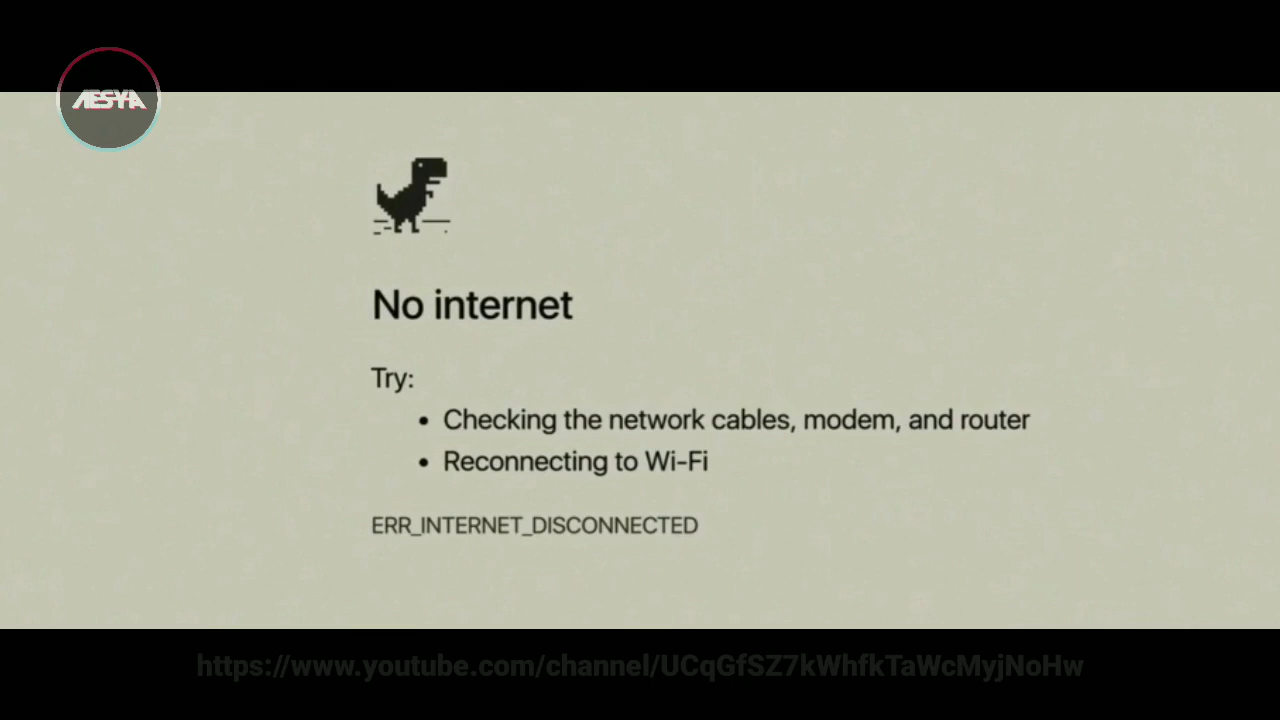 AESYA
No internet
Try:
• Checking the network cables, modem, and router
• Reconnecting to Wi-Fi
ERR_INTERNET_DISCONNECTED
https://www.youtube.com/channel/UCqGfSZ7kWhfkTaWcMyjNoHw